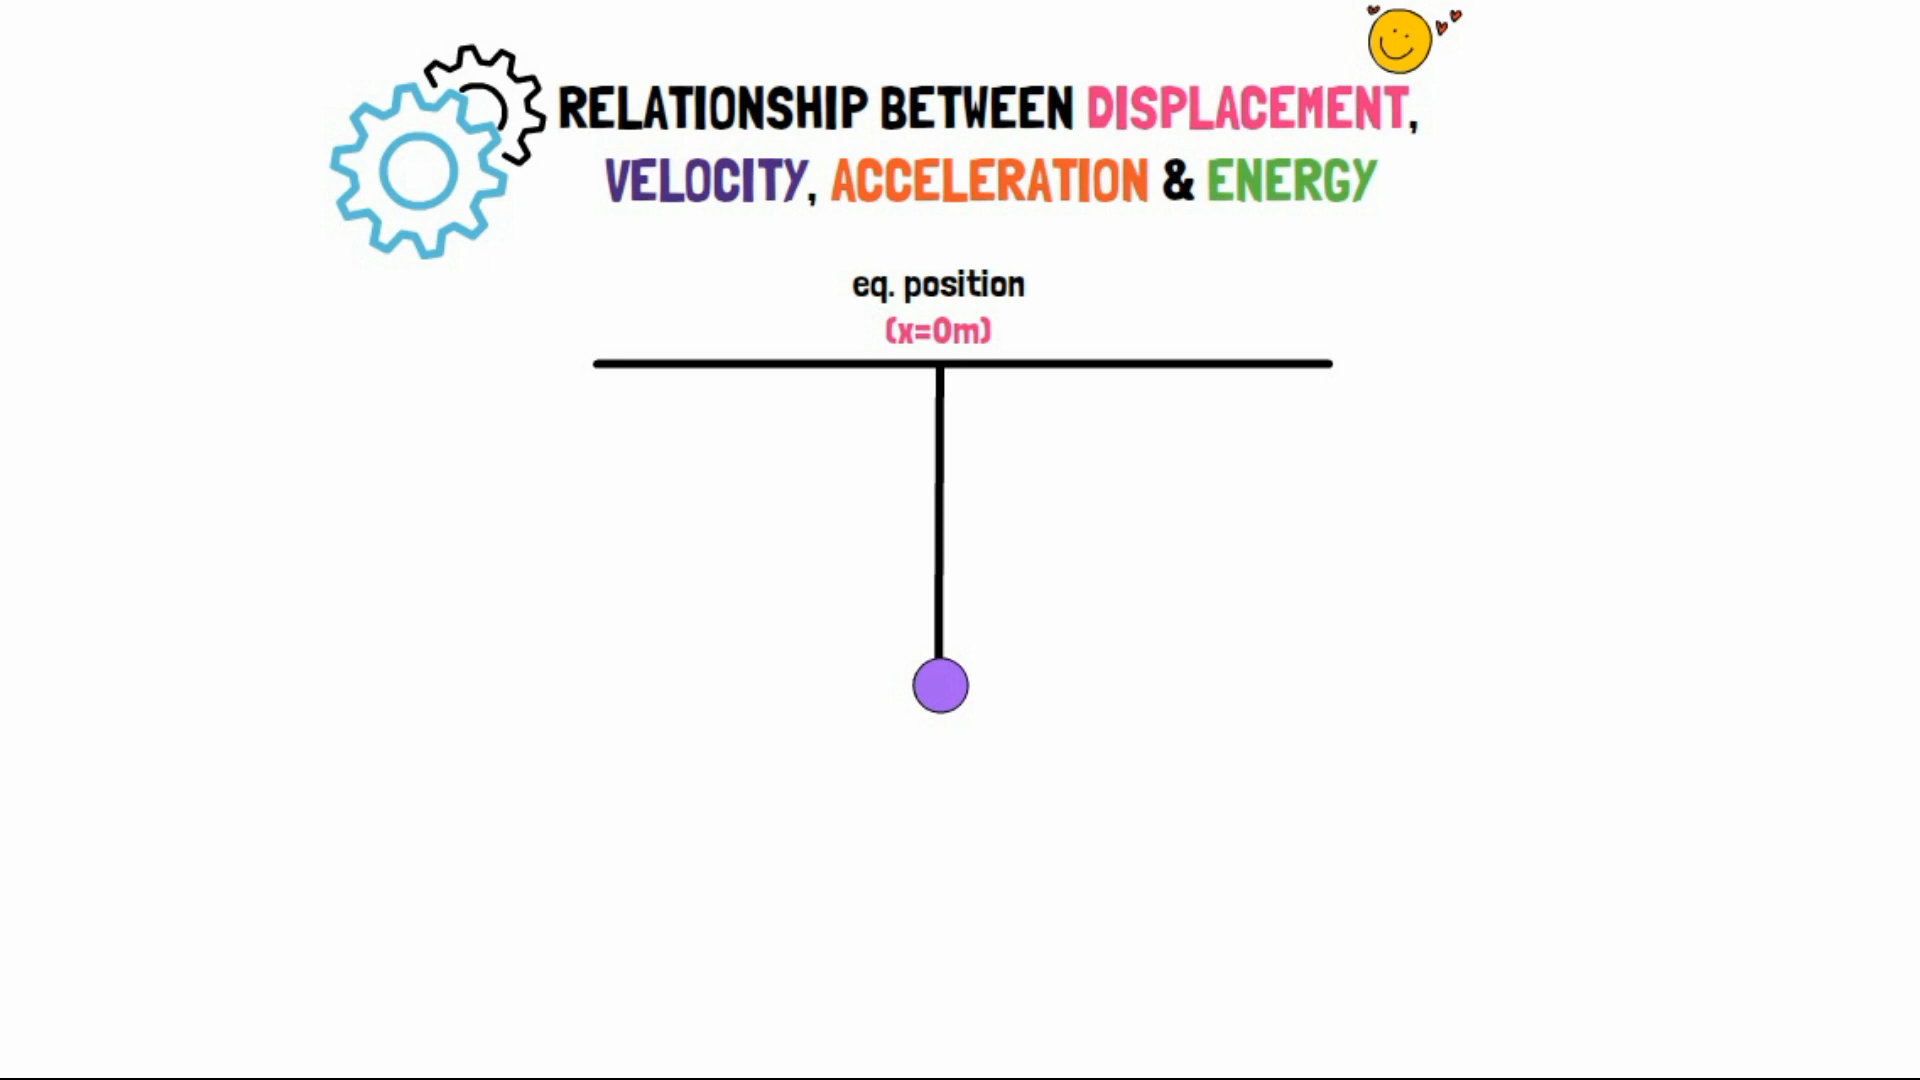 RELATIONSHIP BETWEEN DISPLACEMENT,
VELOCITY, ACCELERATION & ENERGY
eq. position
(x=0m)